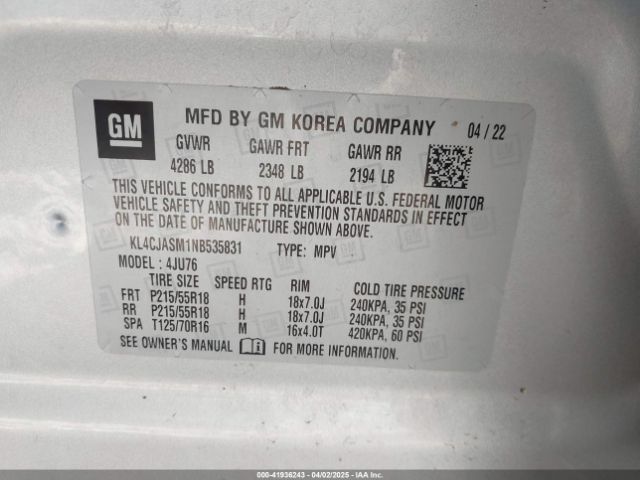 GM
MFD BY GM KOREA COMPANY 04 / 22
GVWR GAWR FRT GAWR RR
4286 LB 2348 LB 2194 LB
THIS VEHICLE CONFORMS TO ALL APPLICABLE U.S. FEDERAL MOTOR
VEHICLE SAFETY AND THEFT PREVENTION STANDARDS IN EFFECT
ON THE DATE OF MANUFACTURE SHOWN ABOVE.
KL4CJASM1NB535831 TYPE: MPV
MODEL : 4JU76
TIRE SIZE SPEED RTG RIM COLD TIRE PRESSURE
FRT P215/55R18 H 18x7.0J 240KPA, 35 PSI
RR P215/55R18 H 18x7.0J 240KPA, 35 PSI
SPA T125/70R16 M 16x4.0T 420KPA, 60 PSI
SEE OWNER'S MANUAL FOR MORE INFORMATION.
000-41936243 - 04/02/2025 - IAAI.COM